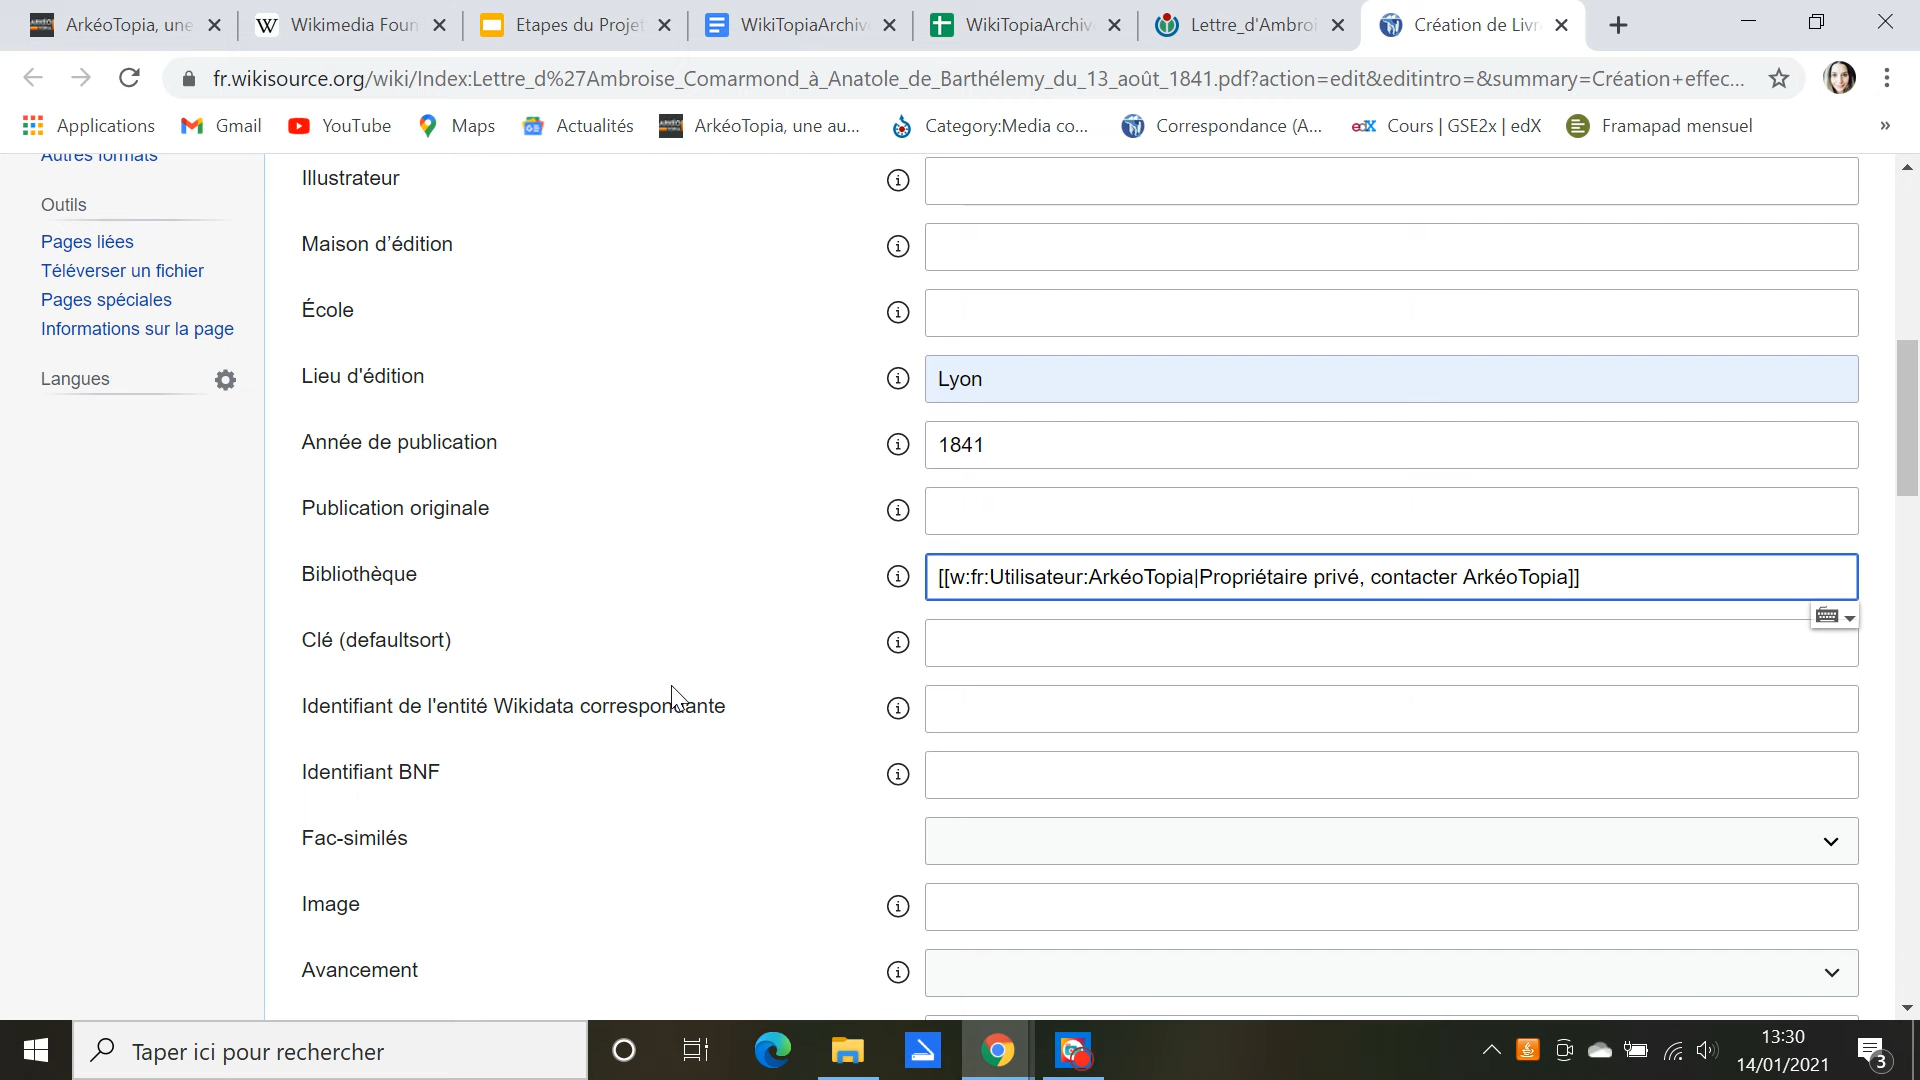 ArkéoTopia, une
Wikimedia Foun
Etapes du Projet
WikiTopiaArchiv
WikiTopiaArchiv
Lettre_d'Ambroi
Création de Livr
fr.wikisource.org/wiki/Index:Lettre_d%27Ambroise_Comarmond_à_Anatole_de_Barthélemy_du_13_août_1841.pdf?action=edit&editintro=&summary=Création+effec...
Applications
Gmail
YouTube
Maps
Actualités
ArkéoTopia, une au...
Category:Media co...
Correspondance (A...
edX Cours | GSE2x | edX
Framapad mensuel
»
Autres formats
Outils
Pages liées
Téléverser un fichier
Pages spéciales
Informations sur la page
Langues
Illustrateur
Maison d’édition
École
Lieu d'édition
Lyon
Année de publication
1841
Publication originale
Bibliothèque
[[w:fr:Utilisateur:ArkéoTopia|Propriétaire privé, contacter ArkéoTopia]]
Clé (defaultsort)
Identifiant de l'entité Wikidata correspondante
Identifiant BNF
Fac-similés
Image
Avancement
Taper ici pour rechercher
13:30
14/01/2021
3